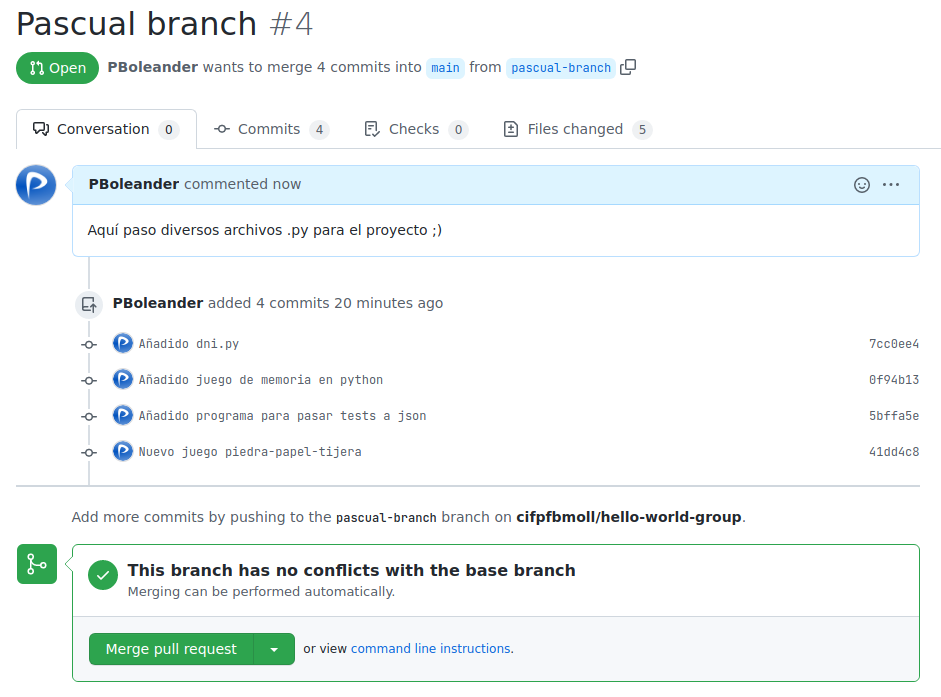 Pascual branch #4
Open PBoleander wants to merge 4 commits into main from pascual-branch
Conversation 0 Commits 4 Checks 0 Files changed 5
PBoleander commented now
Aquí paso diversos archivos .py para el proyecto ;)
PBoleander added 4 commits 20 minutes ago
Añadido dni.py 7cc0ee4
Añadido juego de memoria en python 0f94b13
Añadido programa para pasar tests a json 5bffa5e
Nuevo juego piedra-papel-tijera 41dd4c8
Add more commits by pushing to the pascual-branch branch on cifpfbmoll/hello-world-group.
This branch has no conflicts with the base branch
Merging can be performed automatically.
Merge pull request or view command line instructions.